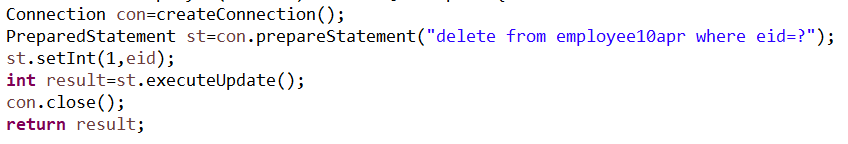 Connection con=createConnection();
PreparedStatement st=con.prepareStatement("delete from employee10apr where eid=?");
st.setInt(1,eid);
int result=st.executeUpdate();
con.close();
return result;